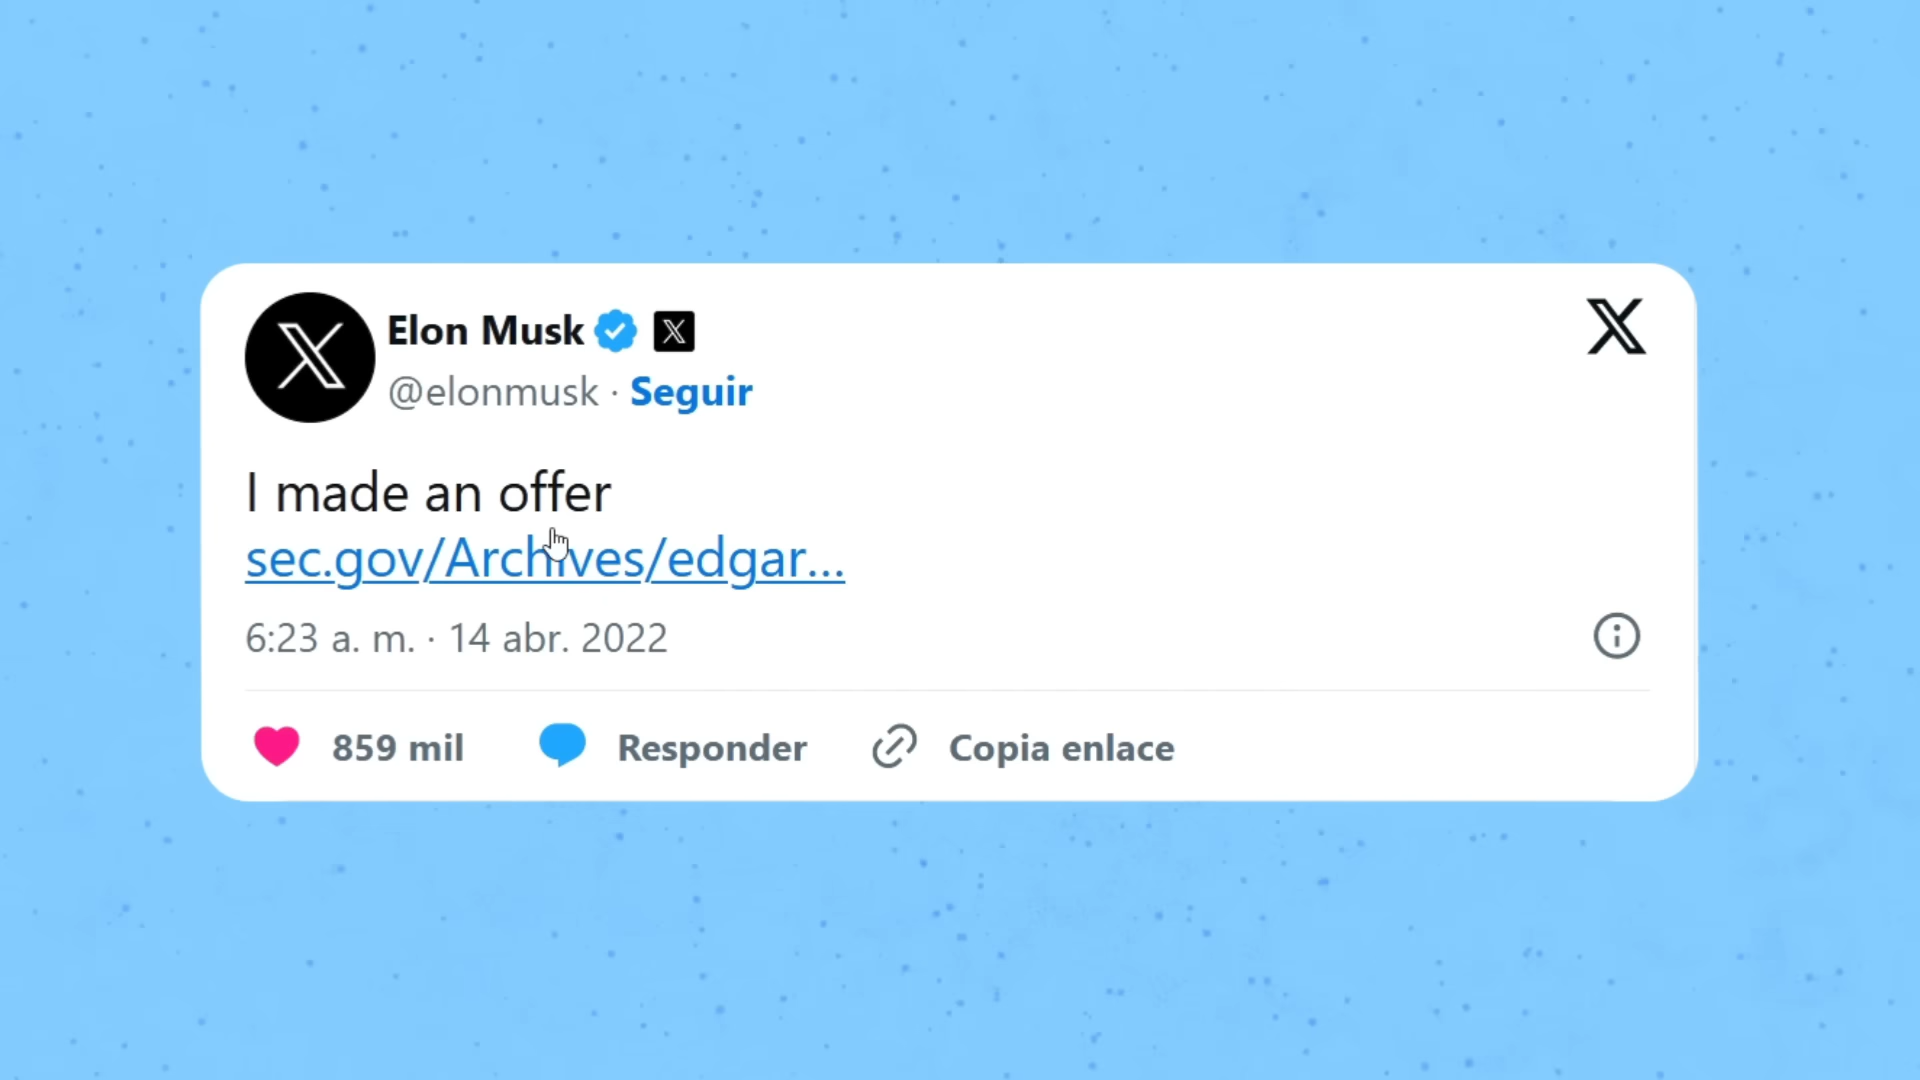 Elon Musk
@elonmusk · Seguir
I made an offer
sec.gov/Archives/edgar...
6:23 a. m. · 14 abr. 2022
859 mil Responder Copia enlace